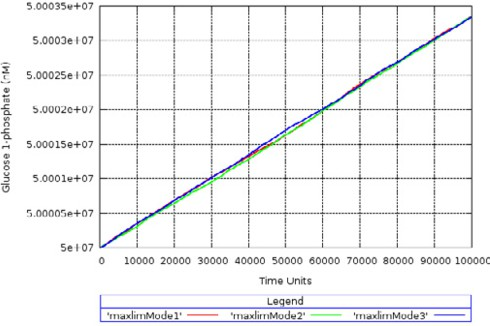 5.00035e+07
5.0003e+07
5.00025e+07
5.0002e+07
5.00015e+07
5.0001e+07
5.00005e+07
5e+07
Glucose 1-phosphate (nM)
0 10000 20000 30000 40000 50000 60000 70000 80000 90000 100000
Time Units
Legend
'maxlimMode1' 'maxlimMode2' 'maxlimMode3'